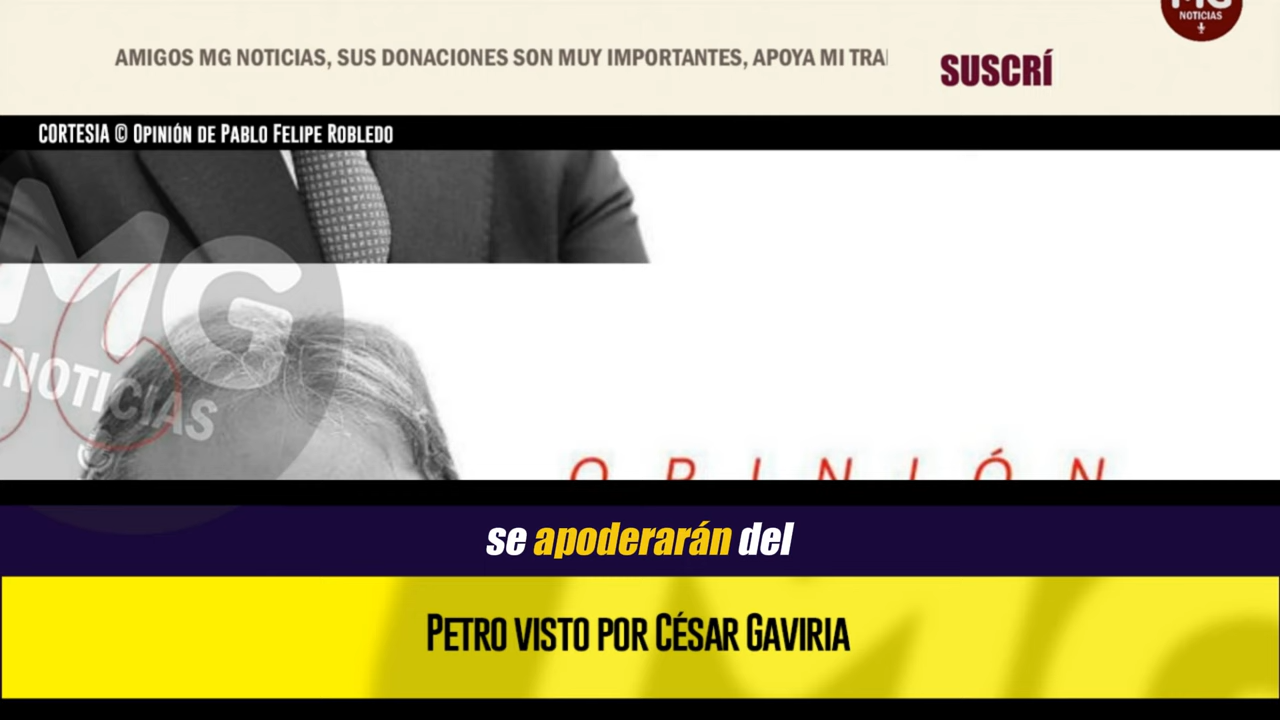 MG
NOTICIAS
AMIGOS MG NOTICIAS, SUS DONACIONES SON MUY IMPORTANTES, APOYA MI TRA
SUSCRÍ
CORTESIA © OPINIÓN DE PABLO FELIPE ROBLEDO
MG
NOTICIAS
OPINIÓN
se apoderarán del
PETRO VISTO POR CÉSAR GAVIRIA